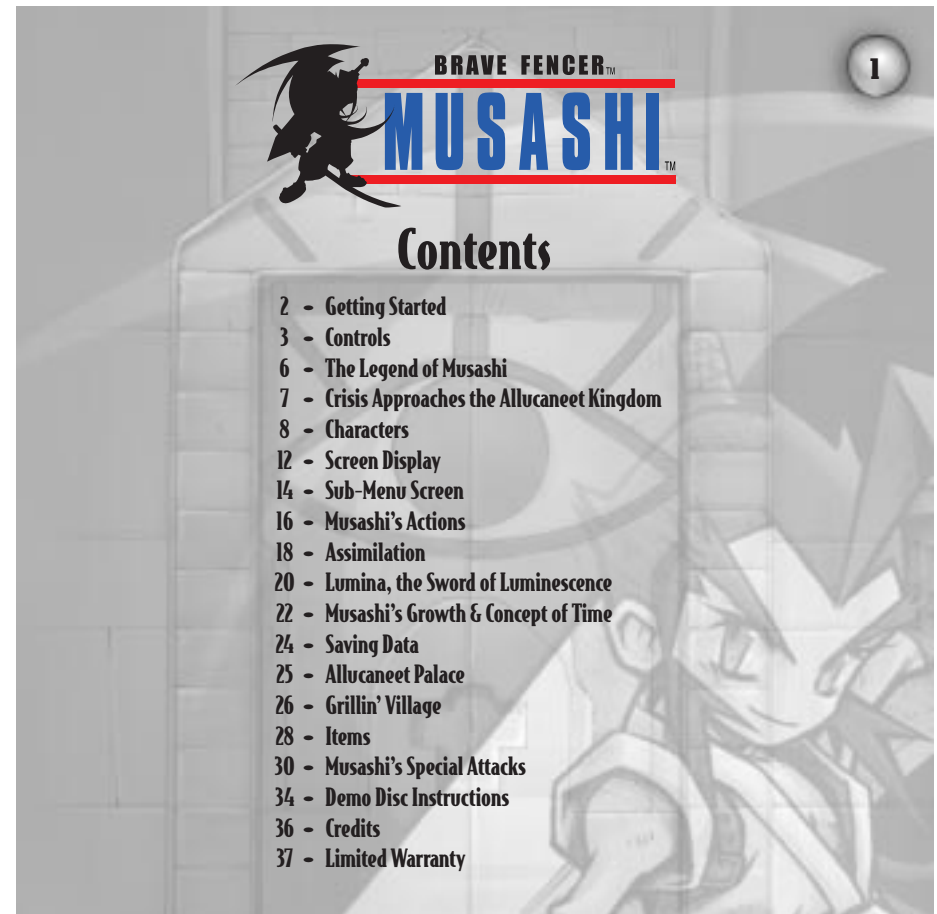 BRAVE FENCER™
MUSASHI™
1
Contents
2 - Getting Started
3 - Controls
6 - The Legend of Musashi
7 - Crisis Approaches the Allucaneet Kingdom
8 - Characters
12 - Screen Display
14 - Sub-Menu Screen
16 - Musashi's Actions
18 - Assimilation
20 - Lumina, the Sword of Luminescence
22 - Musashi's Growth & Concept of Time
24 - Saving Data
25 - Allucaneet Palace
26 - Grillin' Village
28 - Items
30 - Musashi's Special Attacks
34 - Demo Disc Instructions
36 - Credits
37 - Limited Warranty